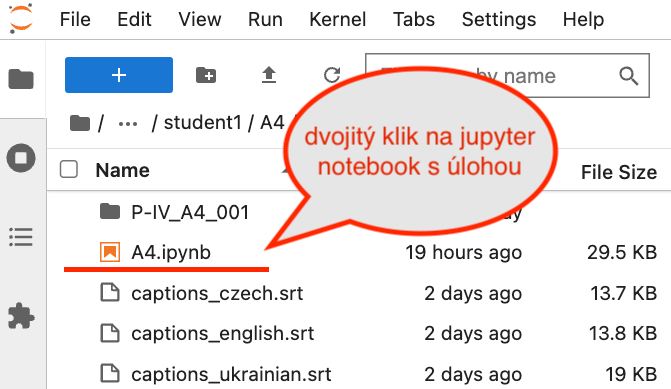 File Edit View Run Kernel Tabs Settings Help
by name
/ ... / student1 / A4
dvojitý klik na jupyter
notebook s úlohou
Name File Size
P-IV_A4_001
A4.ipynb 19 hours ago 29.5 KB
captions_czech.srt 2 days ago 13.7 KB
captions_english.srt 2 days ago 13.8 KB
captions_ukrainian.srt 2 days ago 19 KB